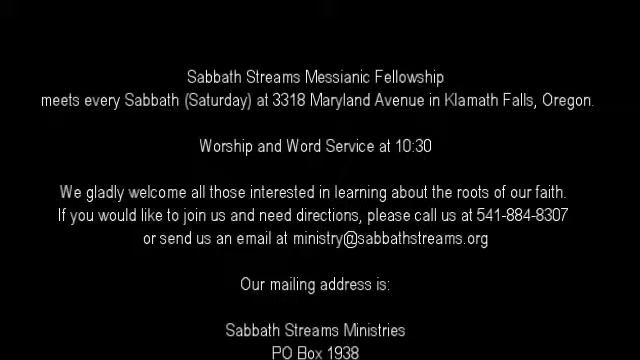 Sabbath Streams Messianic Fellowship
meets every Sabbath (Saturday) at 3318 Maryland Avenue in Klamath Falls, Oregon.
Worship and Word Service at 10:30
We gladly welcome all those interested in learning about the roots of our faith.
If you would like to join us and need directions, please call us at 541-884-8307
or send us an email at ministry@sabbathstreams.org
Our mailing address is:
Sabbath Streams Ministries
PO Box 1938